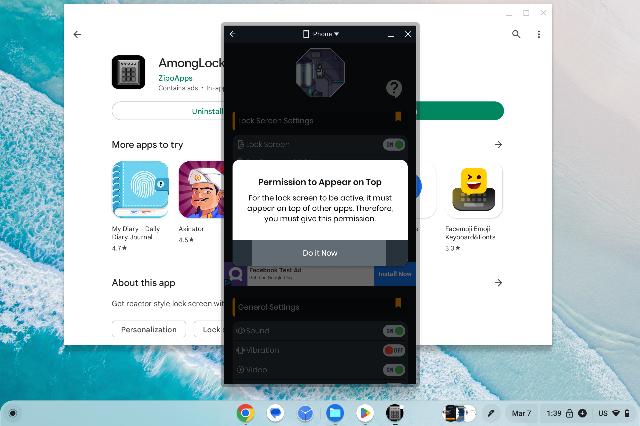 Phone
AmongLock
ZipoApps
Contains ads · In-app
Uninstall
More apps to try
My Diary - Daily
Diary Journal
4.7★
Akinator
4.5★
Facemoji Emoji
Keyboard&Fonts
About this app
Get reactor style lock screen with
Personalization
Lock s
?
Lock Screen Settings
Lock Screen
ON
Permission to Appear on Top
For the lock screen to be active, it must
appear on top of other apps. Therefore,
you must give this permission.
Do it Now
Facebook Test Ad
Install Now
General Settings
Sound
ON
Vibration
OFF
Video
ON
Mar 7
1:39
US